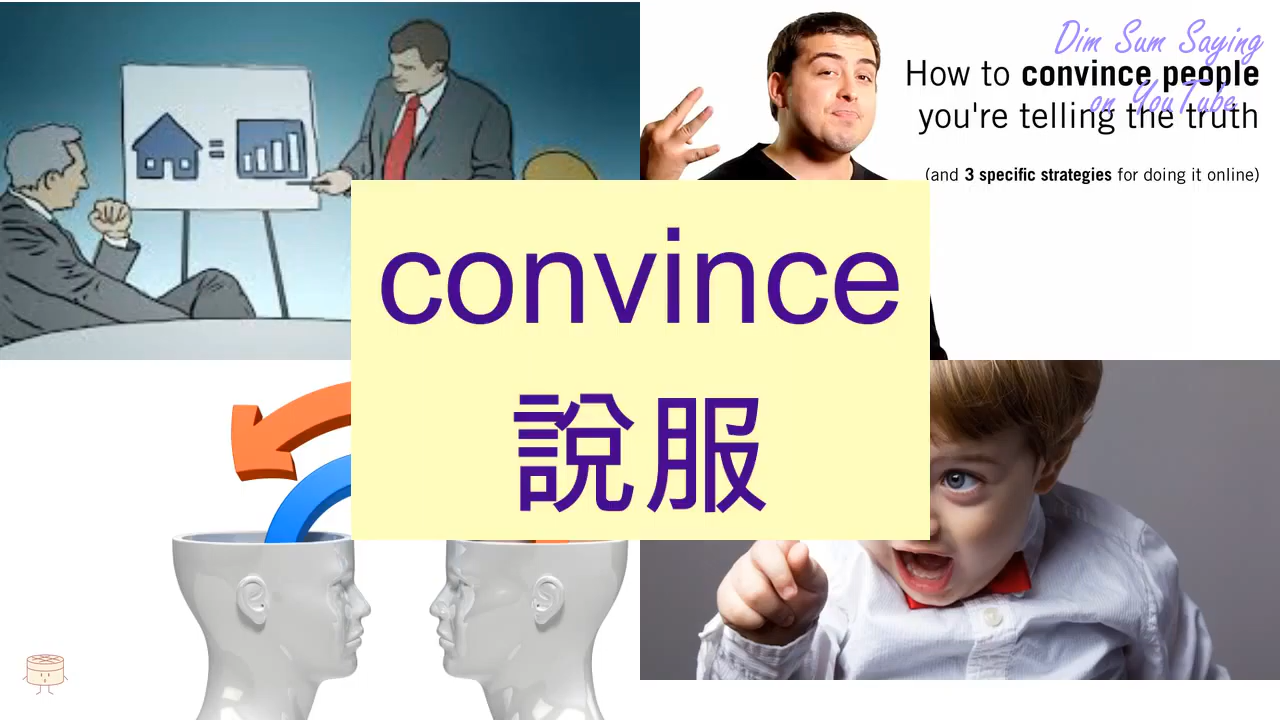 Dim Sum Saying
on YouTube
How to convince people
you're telling the truth
(and 3 specific strategies for doing it online)
convince
說服